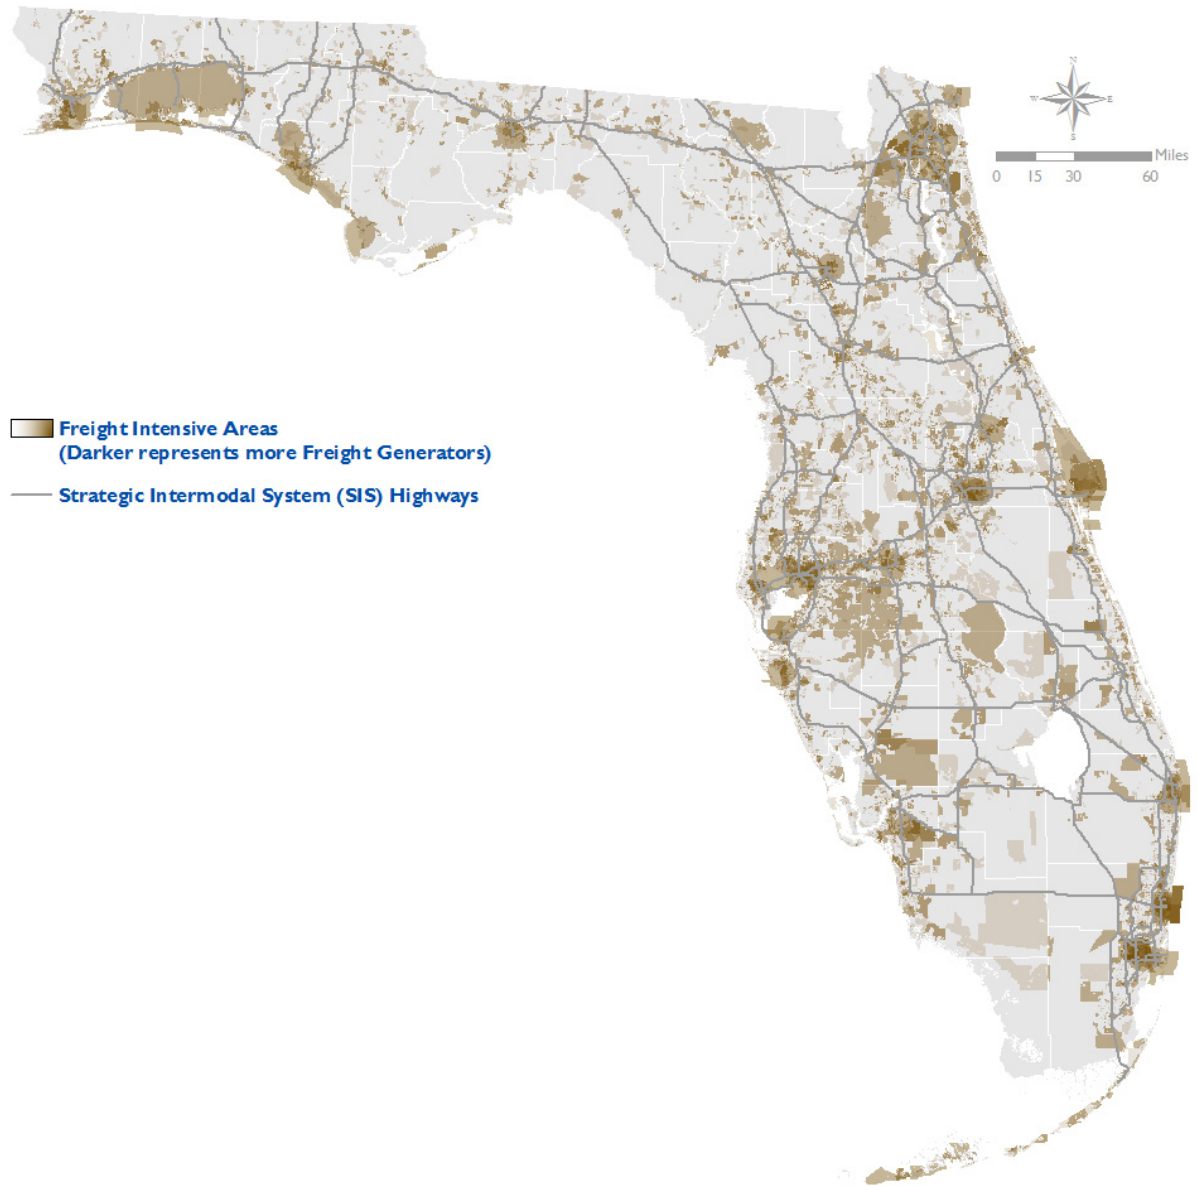 N
W E
S
Miles
0 15 30 60
Freight Intensive Areas
(Darker represents more Freight Generators)
Strategic Intermodal System (SIS) Highways